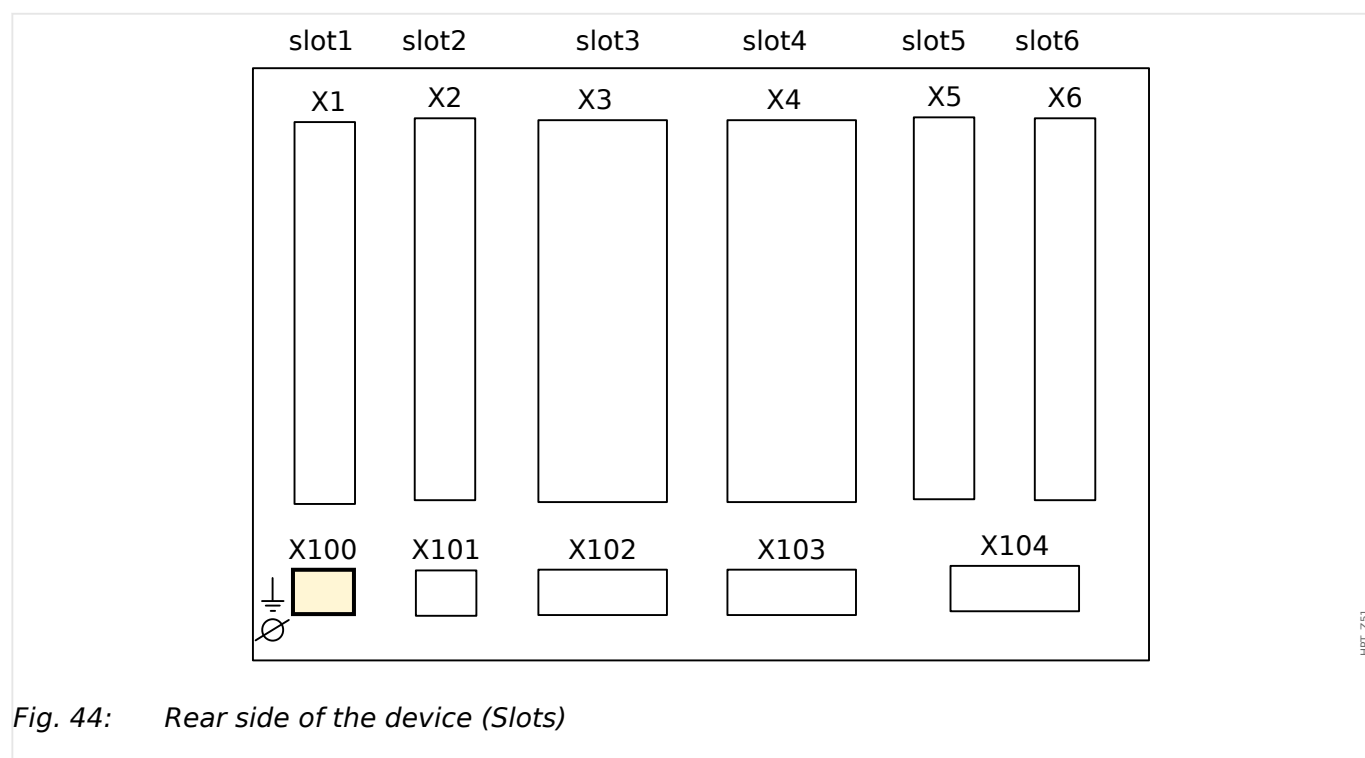 slot1 slot2 slot3 slot4 slot5 slot6
X1 X2 X3 X4 X5 X6
X100 X101 X102 X103 X104
Fig. 44: Rear side of the device (Slots)